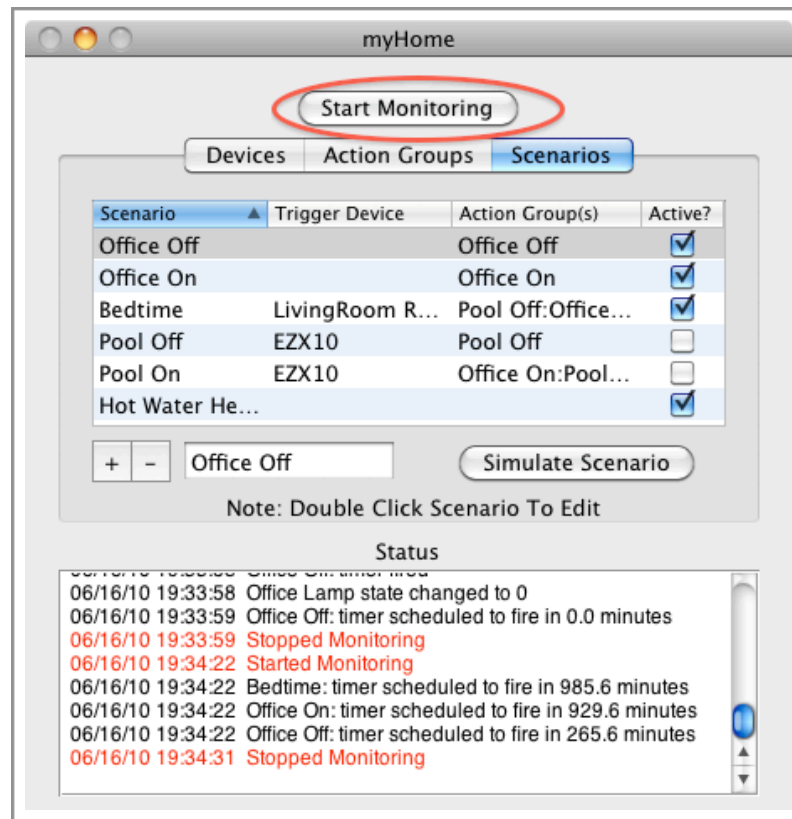 myHome
Start Monitoring
Devices Action Groups Scenarios
Scenario Trigger Device Action Group(s) Active?
Office Off Office Off
Office On Office On
Bedtime LivingRoom R... Pool Off:Office...
Pool Off EZX10 Pool Off
Pool On EZX10 Office On:Pool...
Hot Water He...
+ - Office Off Simulate Scenario
Note: Double Click Scenario To Edit
Status
06/16/10 19:33:58 Office Lamp state changed to 0
06/16/10 19:33:59 Office Off: timer scheduled to fire in 0.0 minutes
06/16/10 19:33:59 Stopped Monitoring
06/16/10 19:34:22 Started Monitoring
06/16/10 19:34:22 Bedtime: timer scheduled to fire in 985.6 minutes
06/16/10 19:34:22 Office On: timer scheduled to fire in 929.6 minutes
06/16/10 19:34:22 Office Off: timer scheduled to fire in 265.6 minutes
06/16/10 19:34:31 Stopped Monitoring